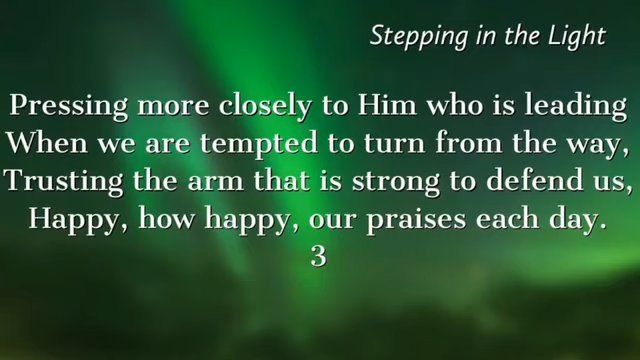 Stepping in the Light
Pressing more closely to Him who is leading
When we are tempted to turn from the way,
Trusting the arm that is strong to defend us,
Happy, how happy, our praises each day.
3